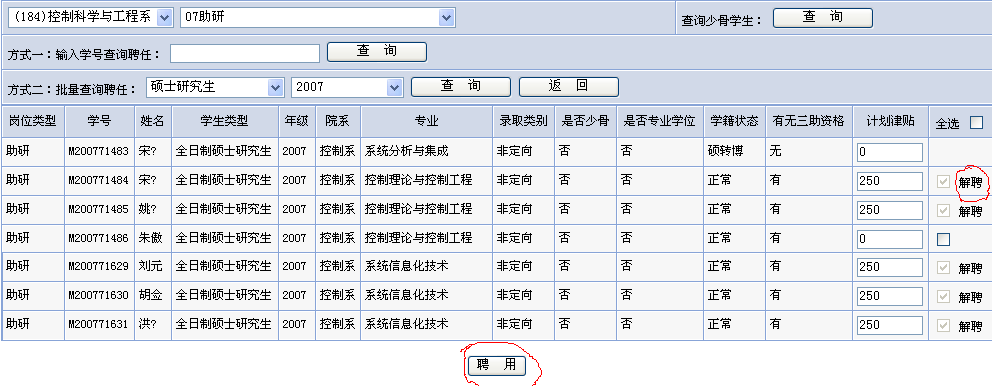 (184)控制科学与工程系 07助研 查询少骨学生: 查 询
方式一:输入学号查询聘任: 查 询
方式二:批量查询聘任: 硕士研究生 2007 查 询 返 回
岗位类型 学号 姓名 学生类型 年级 院系 专业 录取类别 是否少骨 是否专业学位 学籍状态 有无三助资格 计划津贴 全选
助研 M200771483 宋? 全日制硕士研究生 2007 控制系 系统分析与集成 非定向 否 否 硕转博 无 0
助研 M200771484 宋? 全日制硕士研究生 2007 控制系 控制理论与控制工程 非定向 否 否 正常 有 250 解聘
助研 M200771485 姚? 全日制硕士研究生 2007 控制系 控制理论与控制工程 非定向 否 否 正常 有 250 解聘
助研 M200771486 朱傲 全日制硕士研究生 2007 控制系 控制理论与控制工程 非定向 否 否 正常 有 0
助研 M200771629 刘元 全日制硕士研究生 2007 控制系 系统信息化技术 非定向 否 否 正常 有 250 解聘
助研 M200771630 胡佥 全日制硕士研究生 2007 控制系 系统信息化技术 非定向 否 否 正常 有 250 解聘
助研 M200771631 洪? 全日制硕士研究生 2007 控制系 系统信息化技术 非定向 否 否 正常 有 250 解聘
聘 用